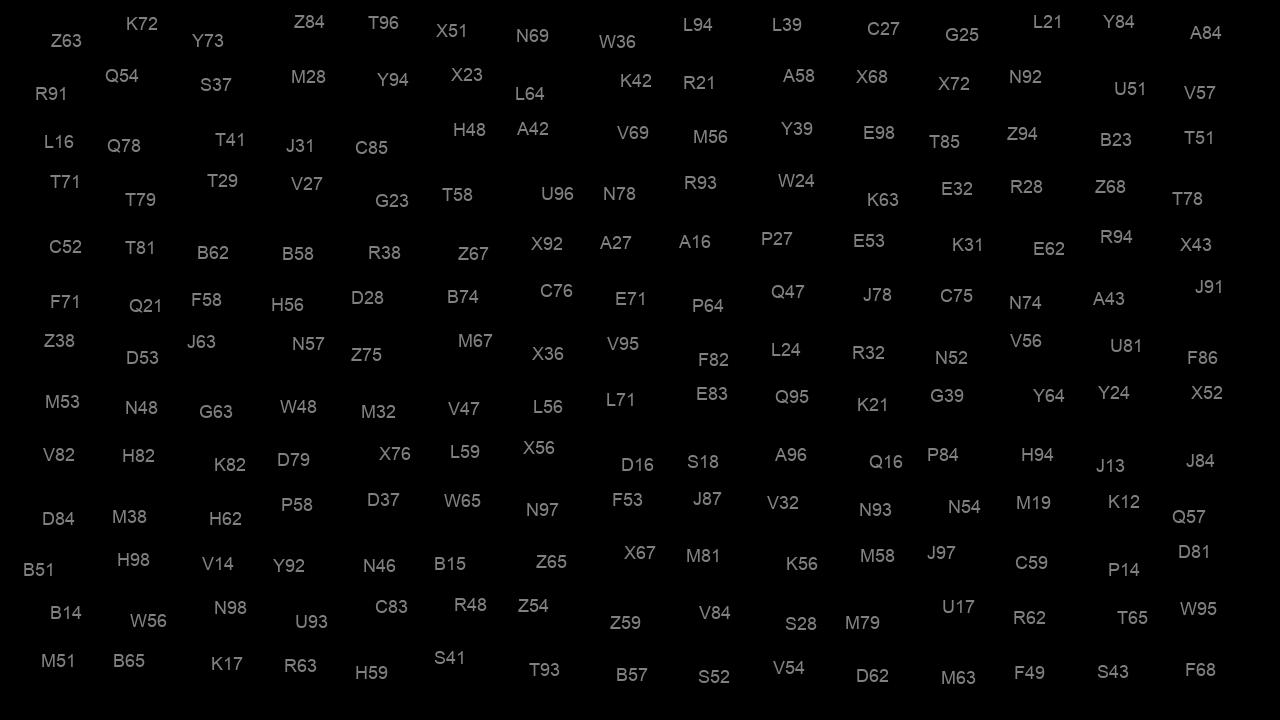 Z63 K72 Y73 Z84 T96 X51 N69 W36 L94 L39 C27 G25 L21 Y84 A84
R91 Q54 S37 M28 Y94 X23 L64 K42 R21 A58 X68 X72 N92 U51 V57
L16 Q78 T41 J31 C85 H48 A42 V69 M56 Y39 E98 T85 Z94 B23 T51
T71 T79 T29 V27 G23 T58 U96 N78 R93 W24 K63 E32 R28 Z68 T78
C52 T81 B62 B58 R38 Z67 X92 A27 A16 P27 E53 K31 E62 R94 X43
F71 Q21 F58 H56 D28 B74 C76 E71 P64 Q47 J78 C75 N74 A43 J91
Z38 D53 J63 N57 Z75 M67 X36 V95 F82 L24 R32 N52 V56 U81 F86
M53 N48 G63 W48 M32 V47 L56 L71 E83 Q95 K21 G39 Y64 Y24 X52
V82 H82 K82 D79 X76 L59 X56 D16 S18 A96 Q16 P84 H94 J13 J84
D84 M38 H62 P58 D37 W65 N97 F53 J87 V32 N93 N54 M19 K12 Q57
B51 H98 V14 Y92 N46 B15 Z65 X67 M81 K56 M58 J97 C59 P14 D81
B14 W56 N98 U93 C83 R48 Z54 Z59 V84 S28 M79 U17 R62 T65 W95
M51 B65 K17 R63 H59 S41 T93 B57 S52 V54 D62 M63 F49 S43 F68